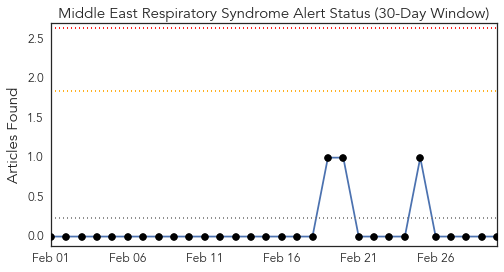 Middle East Respiratory Syndrome Alert Status (30-Day Window)
Articles Found
2.5
2.0
1.5
1.0
0.5
0.0
Feb 01 Feb 06 Feb 11 Feb 16 Feb 21 Feb 26